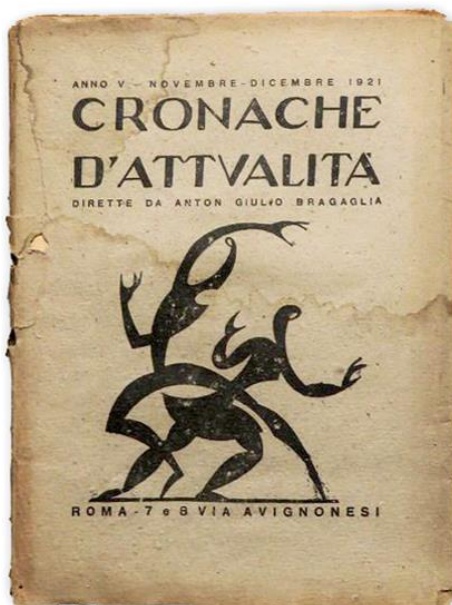 ANNO V - NOVEMBRE-DICEMBRE 1921
CRONACHE
D'ATTVALITÀ
DIRETTE DA ANTON GIULIO BRAGAGLIA
ROMA-7 e 8 VIA AVIGNONESI